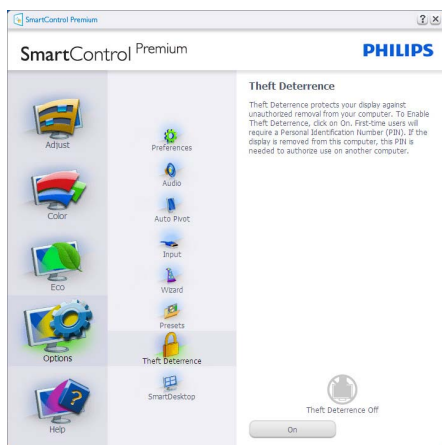 SmartControl Premium
SmartControl Premium
PHILIPS
Adjust
Color
Eco
Options
Help
Preferences
Audio
Auto Pivot
Input
Wizard
Presets
Theft Deterrence
SmartDesktop
Theft Deterrence
Theft Deterrence protects your display against
unauthorized removal from your computer. To Enable
Theft Deterrence, click on On. First-time users will
require a Personal Identification Number (PIN). If the
display is removed from this computer, this PIN is
needed to authorize use on another computer.
Theft Deterrence Off
On